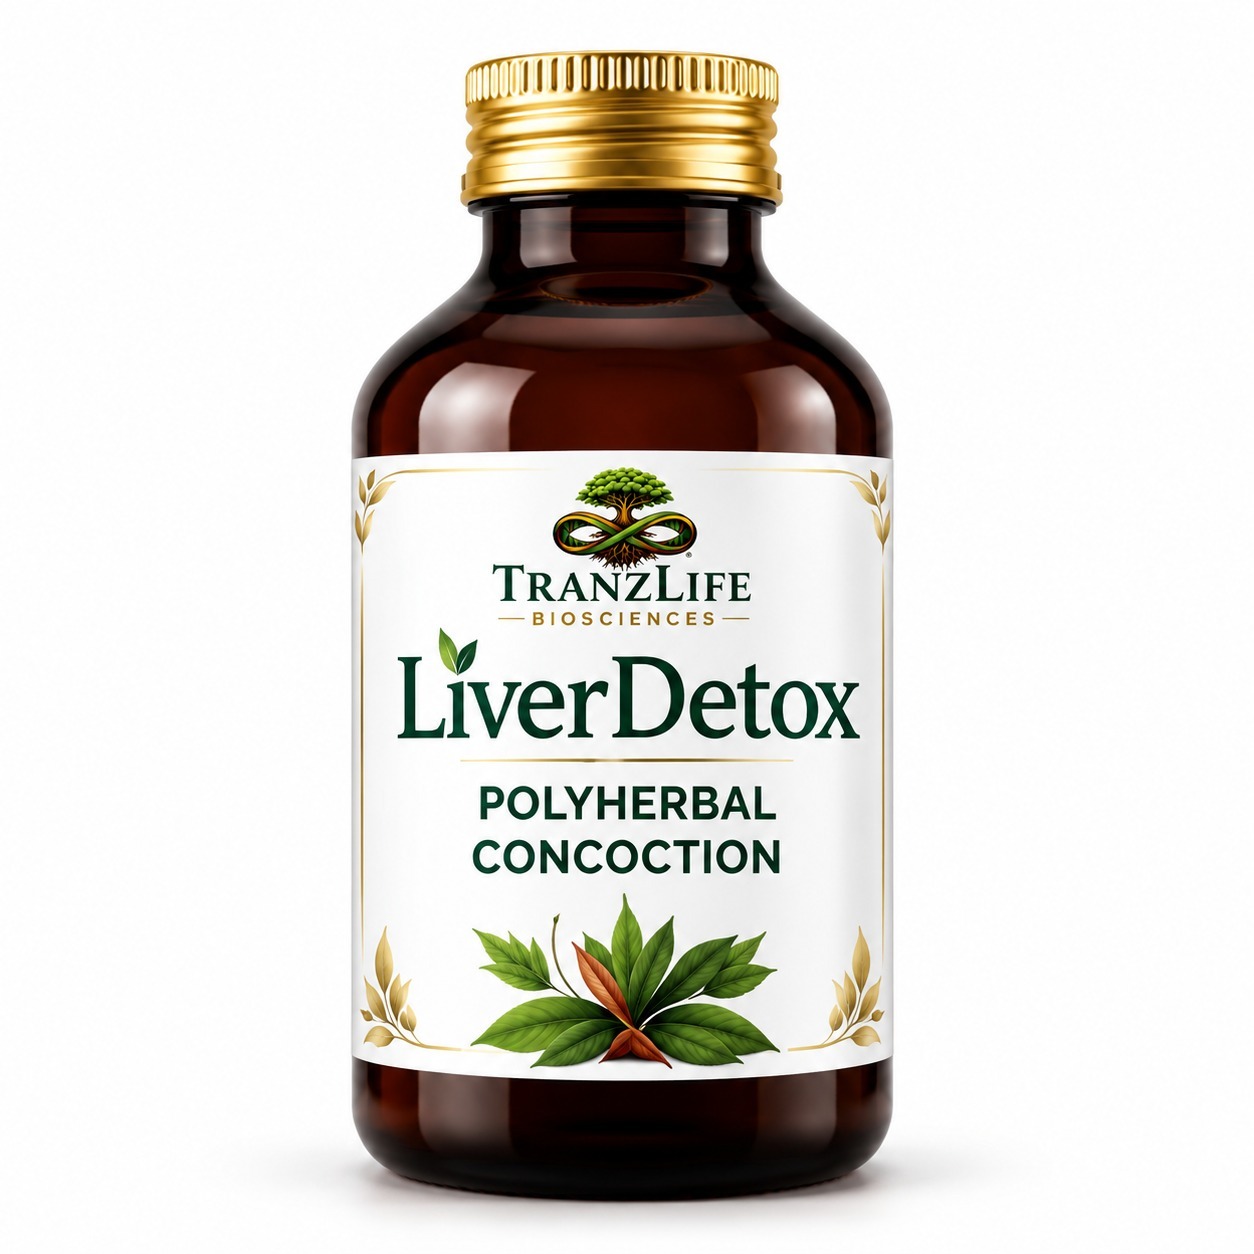 ®
TRANZLIFE
BIOSCIENCES
LiverDetox
POLYHERBAL
CONCOCTION